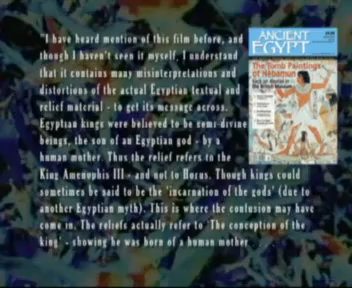 "I have heard mention of this film before, and
though I haven't seen it myself, I understand
that it contains many misinterpretations and
distortions of the actual Egyptian textual and
relief material - to get its message across.
Egyptian kings were believed to be semi divine
beings, the son of an Egyptian god - by a
human mother. Thus the relief refers to the
King Amenophis III - and not to Horus. Though kings could
sometimes be said to be the 'incarnation of the gods' (due to
another Egyptian myth). This is where the confusion may have
come in. The reliefs actually refer to 'The conception of the
king' - showing he was born of a human mother
ANCIENT
EGYPT
The Tomb Paintings
of Nebamun